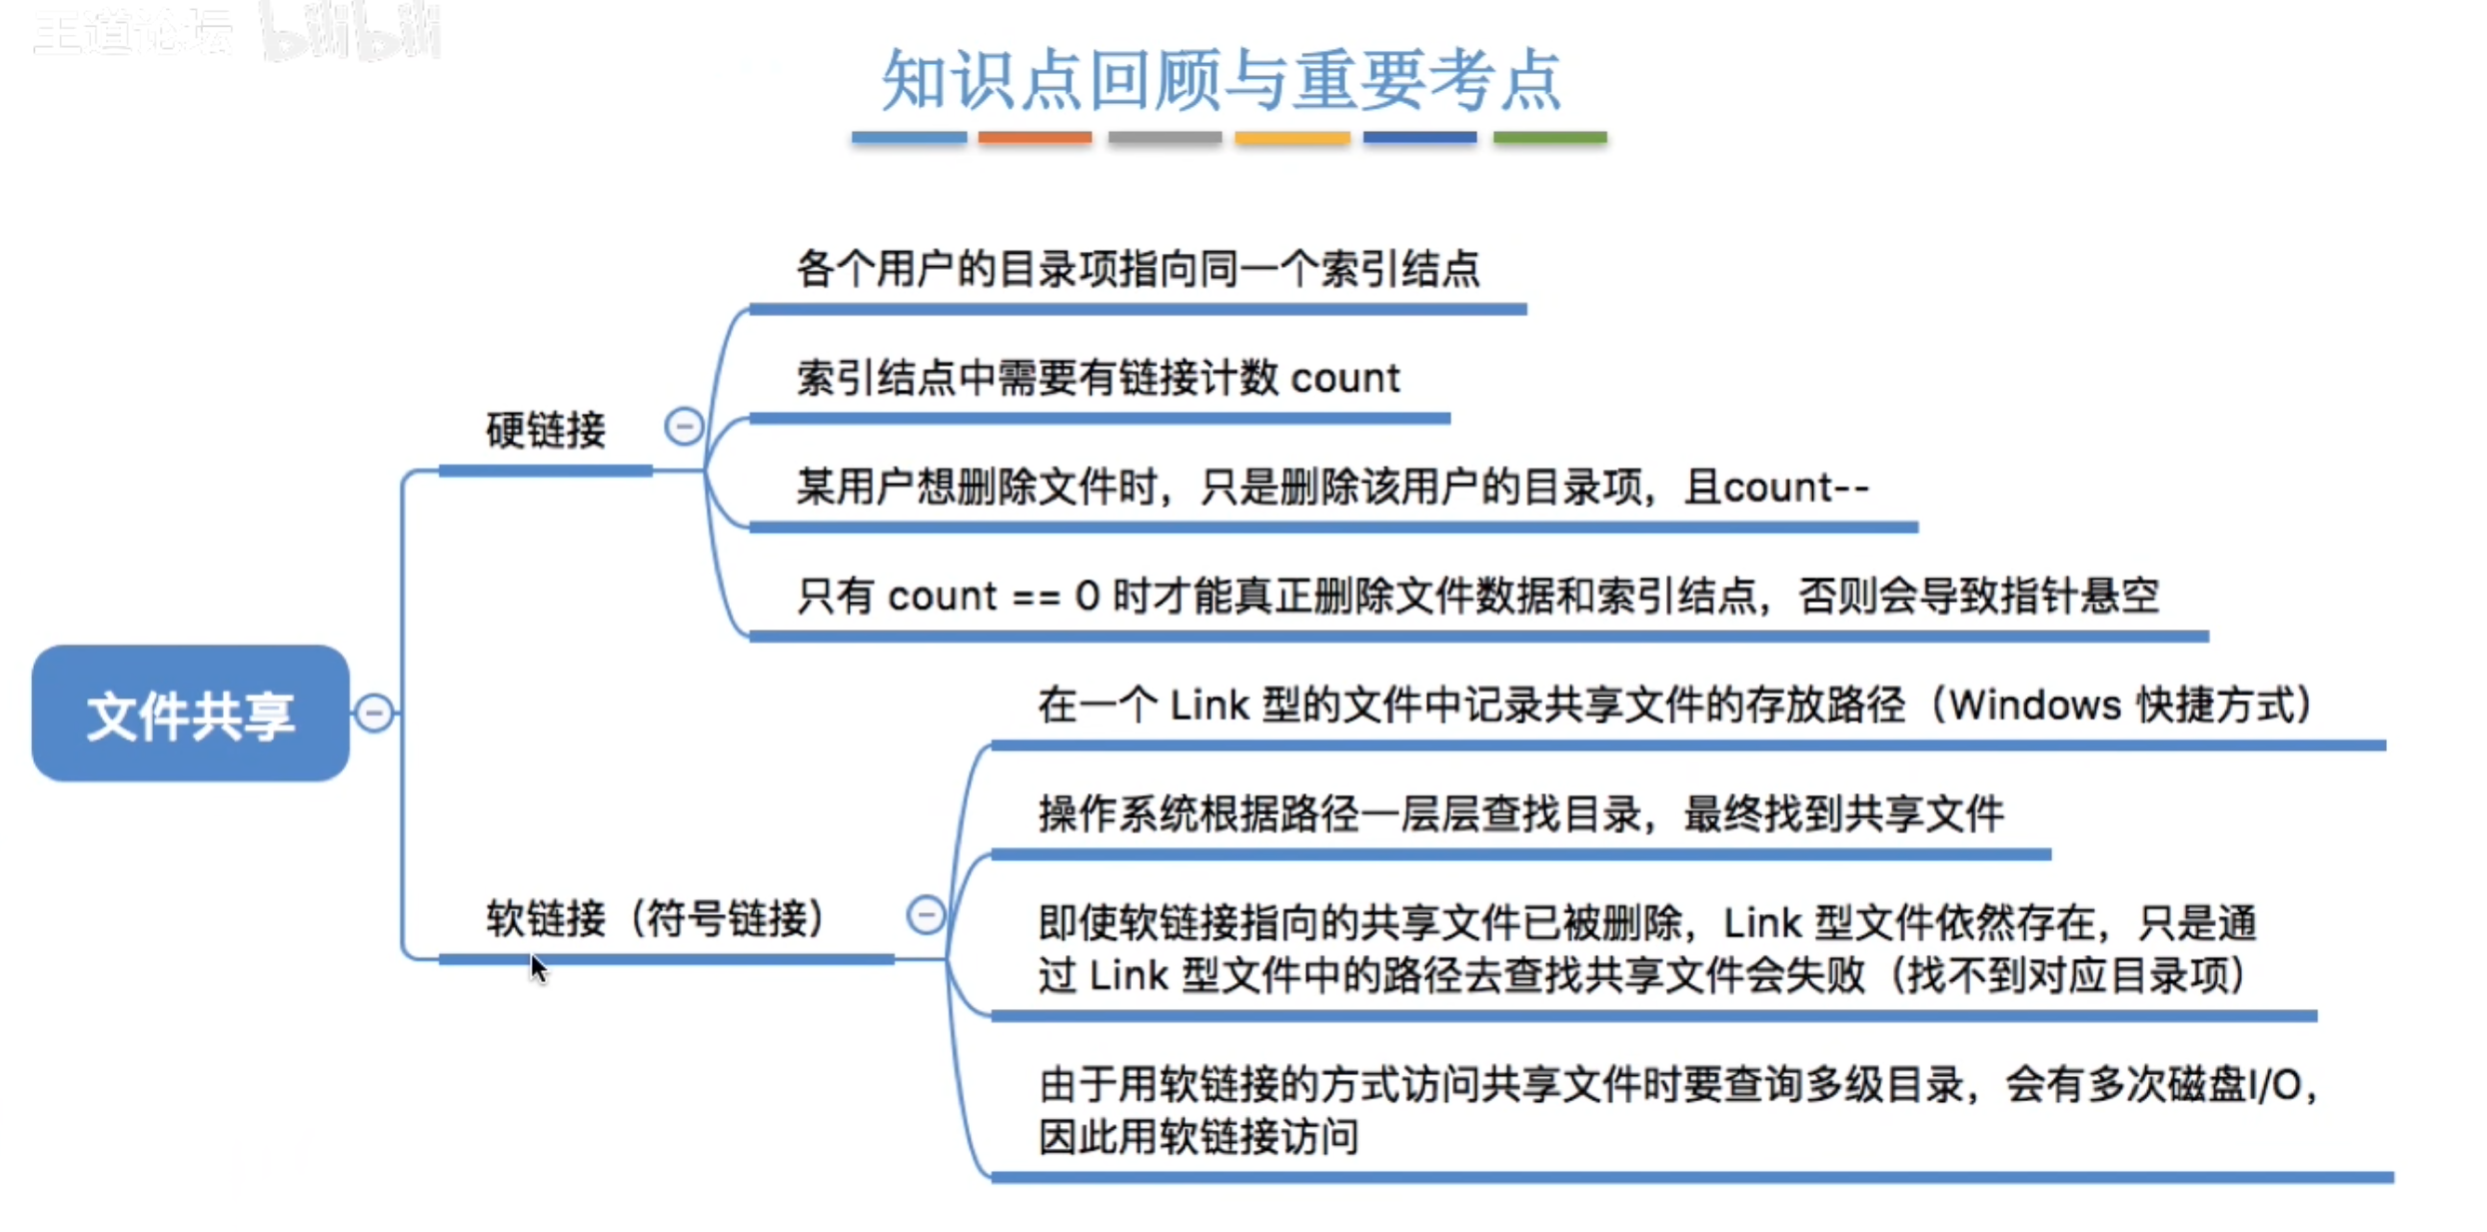 王道论坛 bilibili
知识点回顾与重要考点
各个用户的目录项指向同一个索引结点
索引结点中需要有链接计数 count
硬链接
某用户想删除文件时，只是删除该用户的目录项，且count--
只有 count == 0 时才能真正删除文件数据和索引结点，否则会导致指针悬空
文件共享
在一个 Link 型的文件中记录共享文件的存放路径（Windows 快捷方式）
操作系统根据路径一层层查找目录，最终找到共享文件
软链接（符号链接）
即使软链接指向的共享文件已被删除，Link 型文件依然存在，只是通
过 Link 型文件中的路径去查找共享文件会失败（找不到对应目录项）
由于用软链接的方式访问共享文件时要查询多级目录，会有多次磁盘I/O，
因此用软链接访问